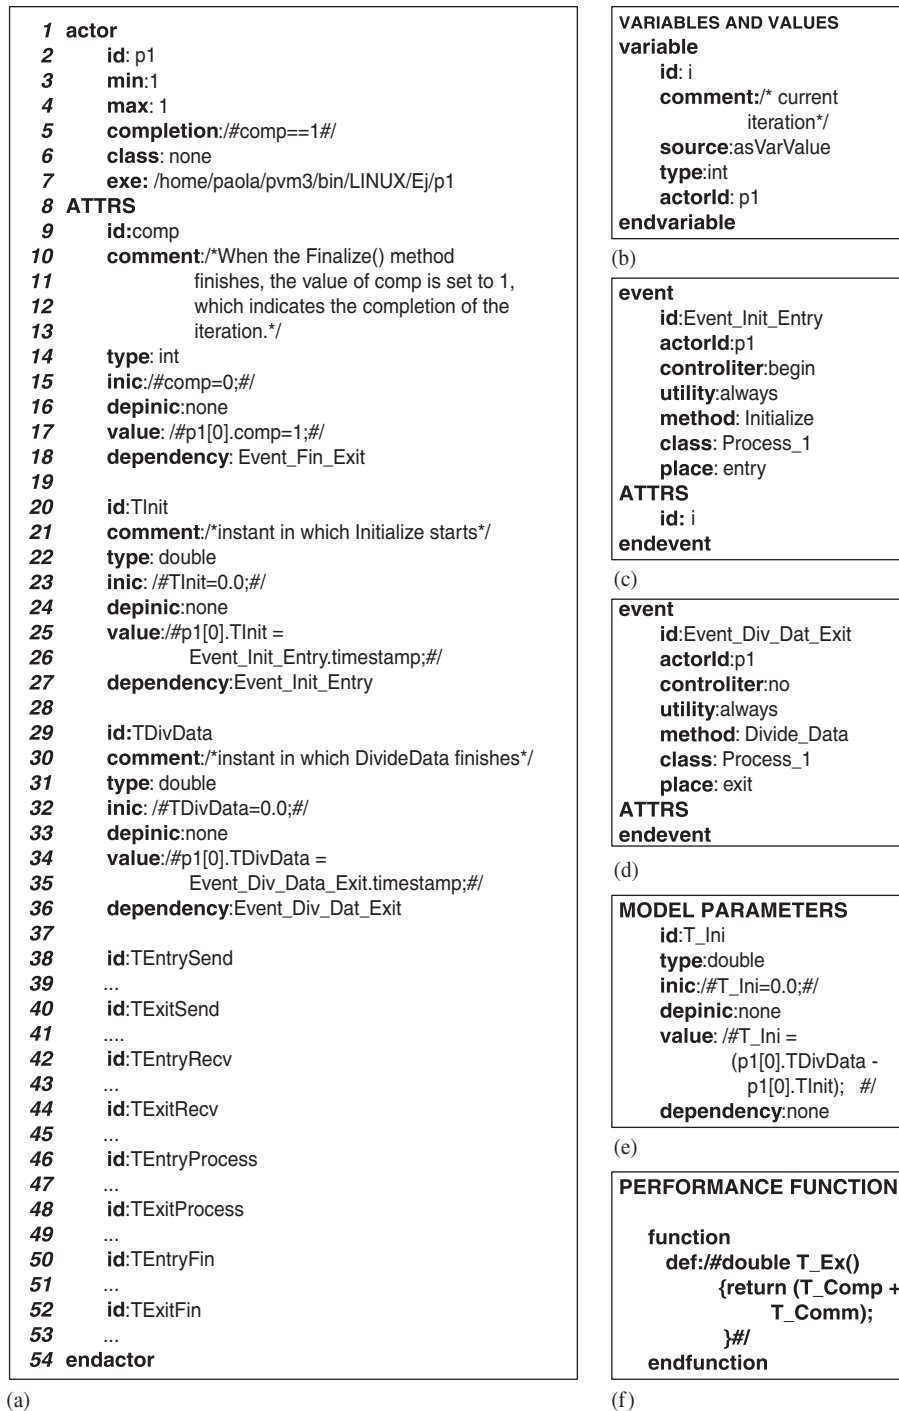 1 actor
2 id: p1
3 min:1
4 max: 1
5 completion:/#comp==1#/
6 class: none
7 exe: /home/paola/pvm3/bin/LINUX/Ej/p1
8 ATTRS
9 id:comp
10 comment:/*When the Finalize() method
11 finishes, the value of comp is set to 1,
12 which indicates the completion of the
13 iteration.*/
14 type: int
15 inic:/#comp=0;#/
16 depinic:none
17 value: /#p1[0].comp=1;#/
18 dependency: Event_Fin_Exit
19
20 id:TInit
21 comment:/*instant in which Initialize starts*/
22 type: double
23 inic: /#TInit=0.0;#/
24 depinic:none
25 value:/#p1[0].TInit =
26 Event_Init_Entry.timestamp;#/
27 dependency:Event_Init_Entry
28
29 id:TDivData
30 comment:/*instant in which DivideData finishes*/
31 type: double
32 inic: /#TDivData=0.0;#/
33 depinic:none
34 value:/#p1[0].TDivData =
35 Event_Div_Data_Exit.timestamp;#/
36 dependency:Event_Div_Dat_Exit
37
38 id:TEntrySend
39 ...
40 id:TExitSend
41 ....
42 id:TEntryRecv
43 ...
44 id:TExitRecv
45 ...
46 id:TEntryProcess
47 ...
48 id:TExitProcess
49 ...
50 id:TEntryFin
51 ...
52 id:TExitFin
53 ...
54 endactor
(a)
VARIABLES AND VALUES
variable
id: i
comment:/* current
iteration*/
source:asVarValue
type:int
actorId: p1
endvariable
(b)
event
id:Event_Init_Entry
actorId:p1
controliter:begin
utility:always
method: Initialize
class: Process_1
place: entry
ATTRS
id: i
endevent
(c)
event
id:Event_Div_Dat_Exit
actorId:p1
controliter:no
utility:always
method: Divide_Data
class: Process_1
place: exit
ATTRS
endevent
(d)
MODEL PARAMETERS
id:T_Ini
type:double
inic:/#T_Ini=0.0;#/
depinic:none
value: /#T_Ini =
(p1[0].TDivData -
p1[0].TInit); #/
dependency:none
(e)
PERFORMANCE FUNCTION
function
def:/#double T_Ex()
{return (T_Comp +
T_Comm);
}#/
endfunction
(f)